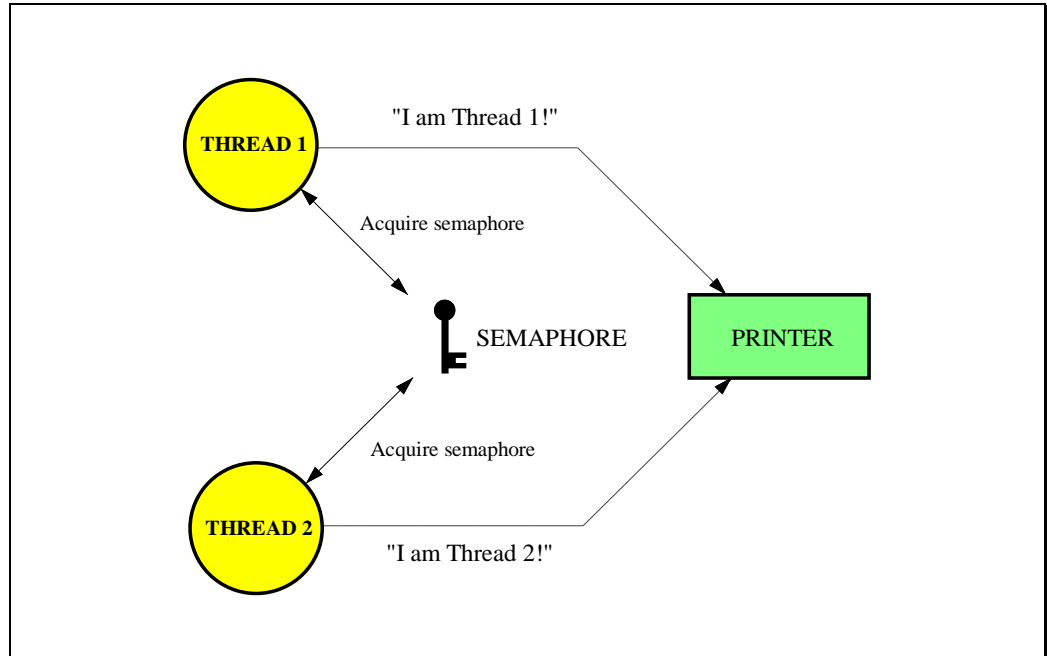 "I am Thread 1!"
THREAD 1
Acquire semaphore
SEMAPHORE
PRINTER
Acquire semaphore
THREAD 2
"I am Thread 2!"